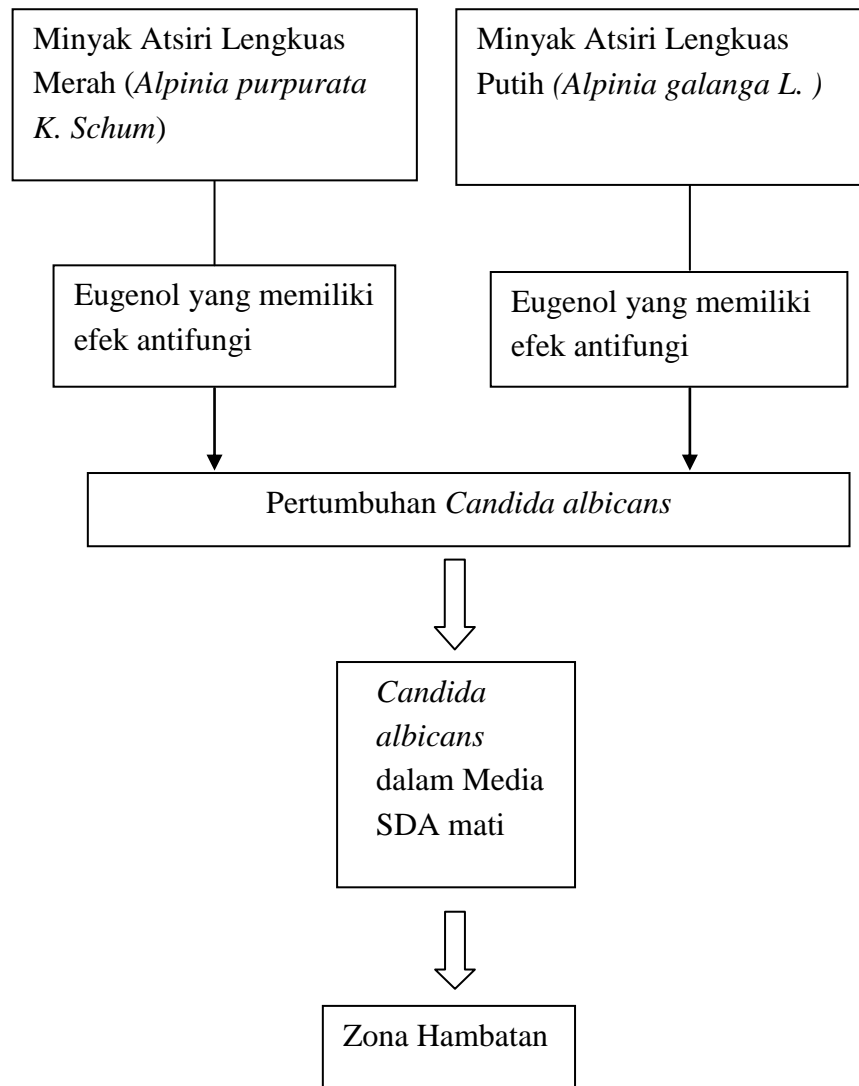 Minyak Atsiri Lengkuas
Merah (Alpinia purpurata
K. Schum)
Minyak Atsiri Lengkuas
Putih (Alpinia galanga L. )
Eugenol yang memiliki
efek antifungi
Eugenol yang memiliki
efek antifungi
Pertumbuhan Candida albicans
Candida
albicans
dalam Media
SDA mati
Zona Hambatan